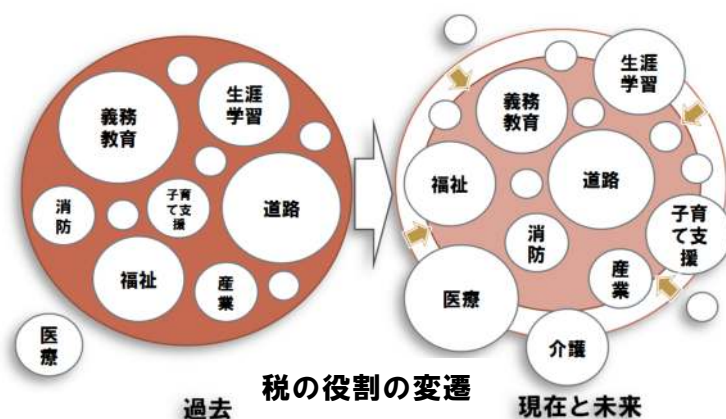 義務
教育
生涯
学習
消
防
子育
て支
援
道路
福祉
産
業
医
療
過去
生涯
学習
義務
教育
福祉
道路
子育
て支
援
消
防
産
業
医療
介護
現在と未来
税の役割の変遷